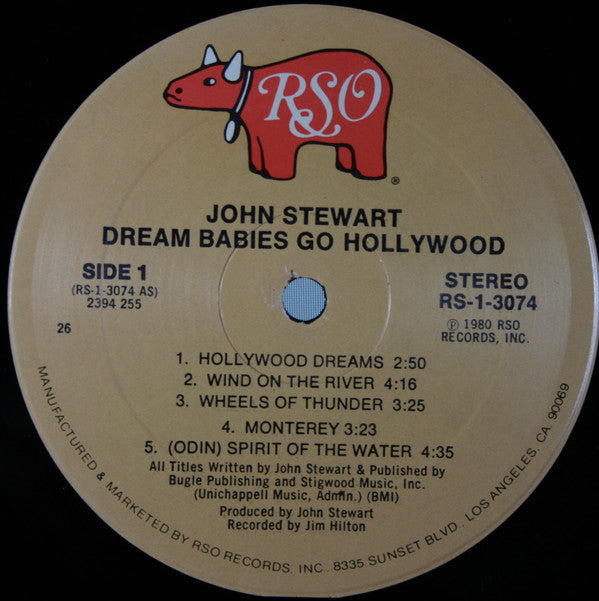 RSO
®
JOHN STEWART
DREAM BABIES GO HOLLYWOOD
SIDE 1
(RS-1-3074 AS)
2394 255
STEREO
RS-1-3074
℗ 1980 RSO
RECORDS, INC.
26
1. HOLLYWOOD DREAMS 2:50
2. WIND ON THE RIVER 4:16
3. WHEELS OF THUNDER 3:25
4. MONTEREY 3:23
5. (ODIN) SPIRIT OF THE WATER 4:35
All Titles Written by John Stewart & Published by
Bugle Publishing and Stigwood Music, Inc.
(Unichappell Music, Admin.) (BMI)
Produced by John Stewart
Recorded by Jim Hilton
MANUFACTURED & MARKETED BY RSO RECORDS, INC. 8335 SUNSET BLVD. LOS ANGELES, CA 90069